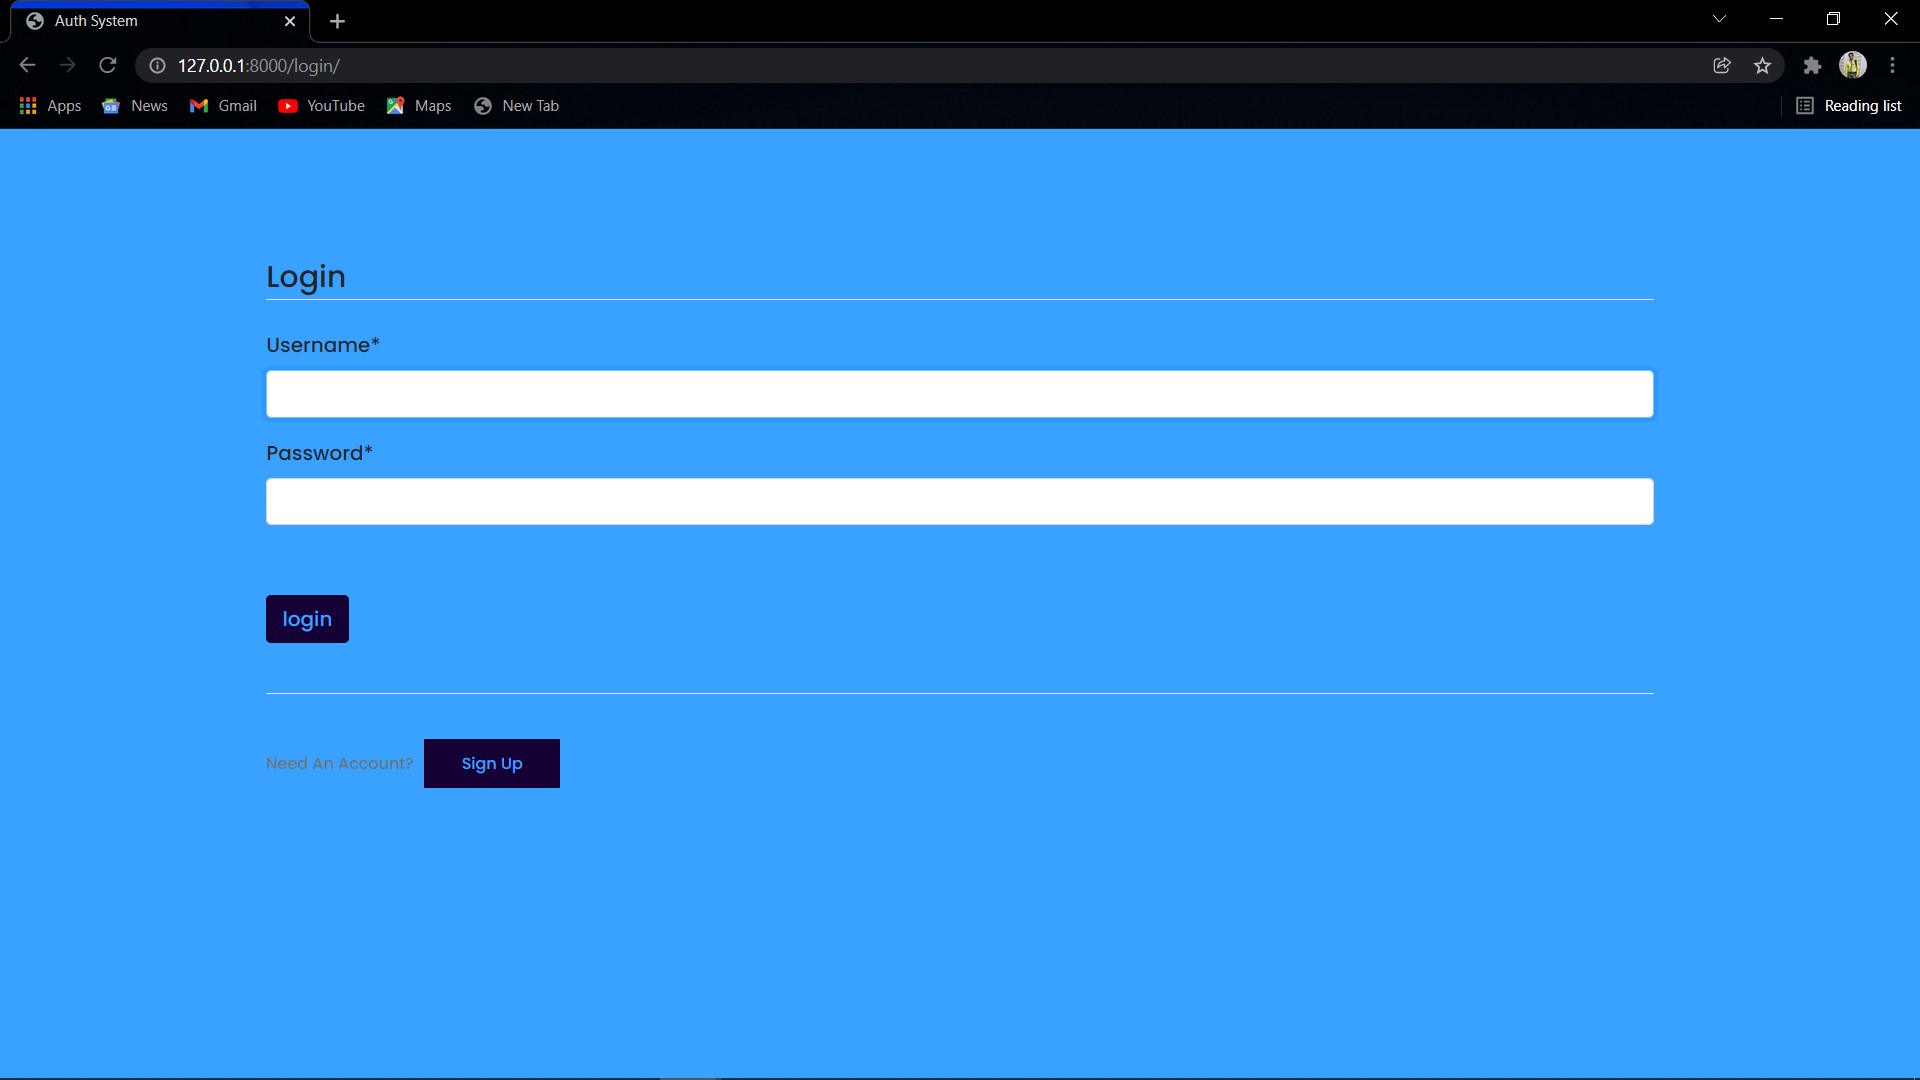 Auth System
127.0.0.1:8000/login/
Apps News Gmail YouTube Maps New Tab Reading list
Login
Username*
Password*
login
Need An Account? Sign Up